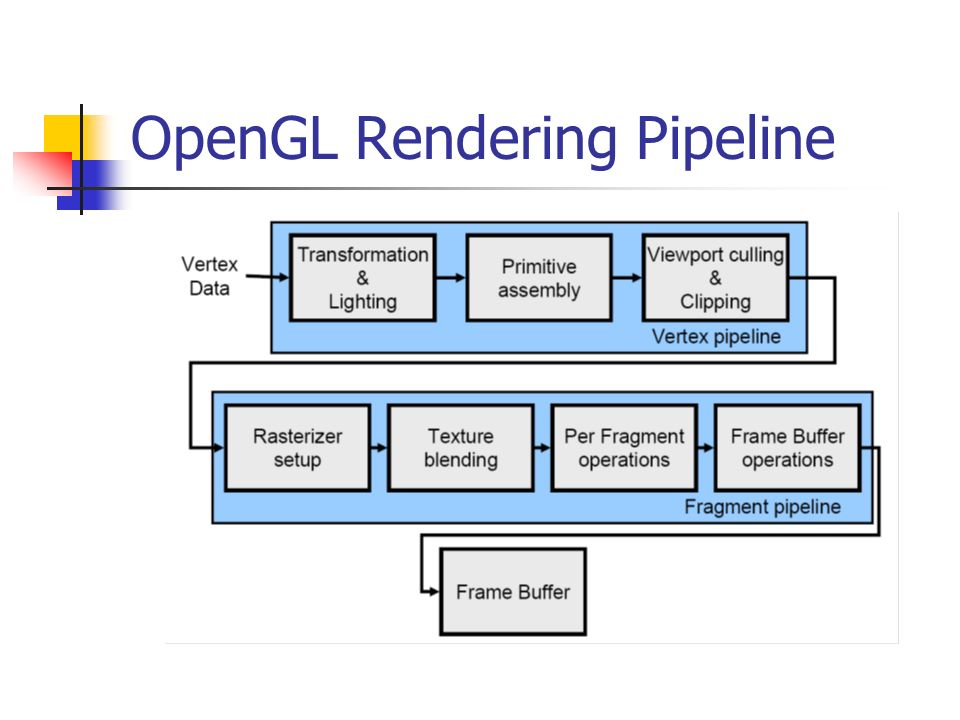 OpenGL Rendering Pipeline
Vertex
Data
Transformation
&
Lighting
Primitive
assembly
Viewport culling
&
Clipping
Vertex pipeline
Rasterizer
setup
Texture
blending
Per Fragment
operations
Frame Buffer
operations
Fragment pipeline
Frame Buffer